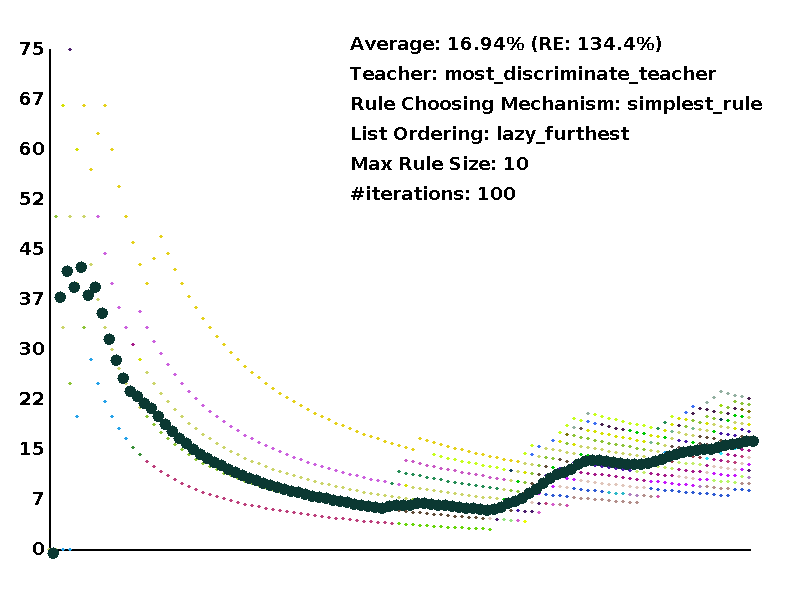 Average: 16.94% (RE: 134.4%)
Teacher: most_discriminate_teacher
Rule Choosing Mechanism: simplest_rule
List Ordering: lazy_furthest
Max Rule Size: 10
#iterations: 100
75
67
60
52
45
37
30
22
15
7
0